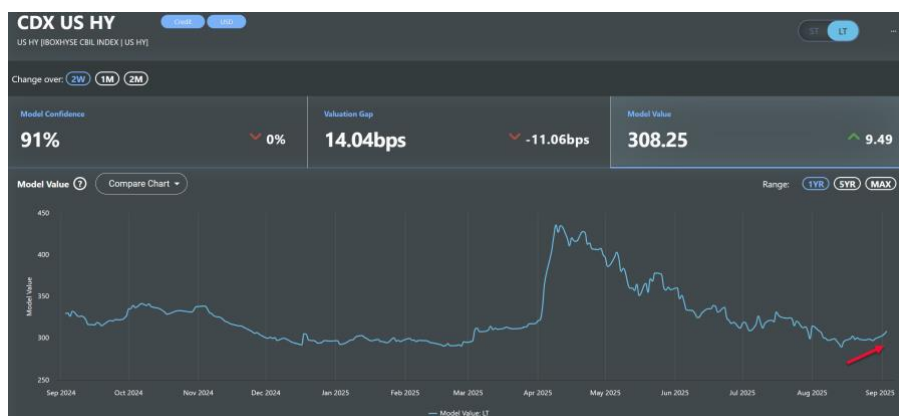 CDX US HY
Credit USD
US HY [IBOXHYSE CBIL INDEX | US HY]
ST LT
...
Change over: 2W 1M 2M
Model Confidence
91% 0%
Valuation Gap
14.04bps -11.06bps
Model Value
308.25 9.49
Model Value ? Compare Chart
Range: 1YR 5YR MAX
Model Value
450
400
350
300
250
Sep 2024 Oct 2024 Nov 2024 Dec 2024 Jan 2025 Feb 2025 Mar 2025 Apr 2025 May 2025 Jun 2025 Jul 2025 Aug 2025 Sep 2025
Model Value: LT